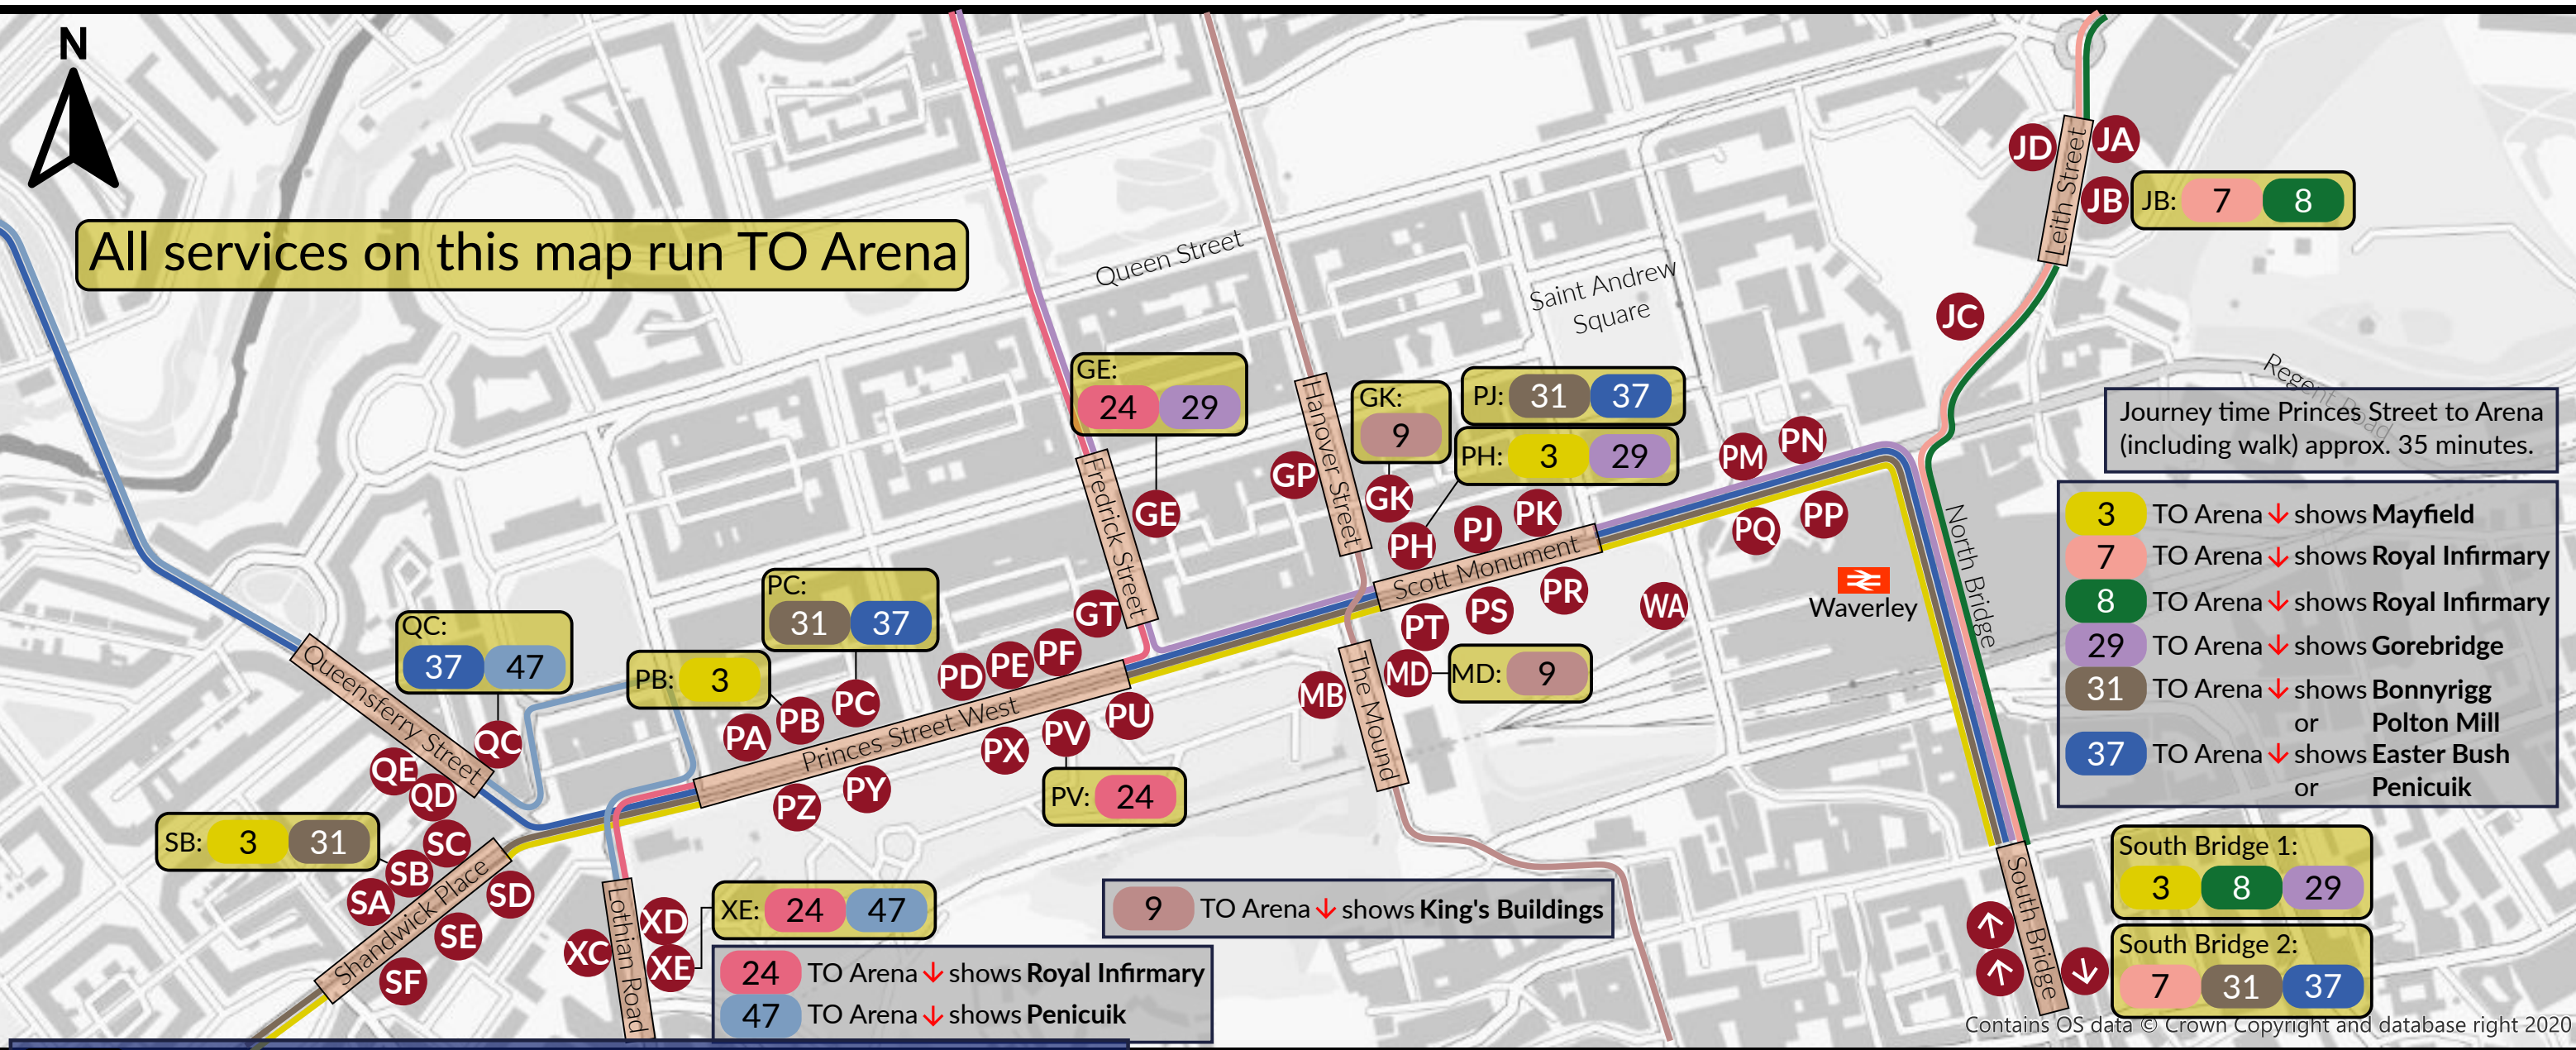 N
All services on this map run TO Arena
Queen Street
Saint Andrew
Square
Leith Street
JD
JA
JB
JB: 7 8
JC
Regent Road
Journey time Princes Street to Arena
(including walk) approx. 35 minutes.
GE:
24 29
GE
Fredrick Street
Hanover Street
GP
GK:
9
GK
PJ: 31 37
PH: 3 29
PH
PJ
PK
Scott Monument
PM
PN
PQ
PP
PT
PS
PR
WA
Waverley
North Bridge
3 TO Arena ↓ shows Mayfield
7 TO Arena ↓ shows Royal Infirmary
8 TO Arena ↓ shows Royal Infirmary
29 TO Arena ↓ shows Gorebridge
31 TO Arena ↓ shows Bonnyrigg
or Polton Mill
37 TO Arena ↓ shows Easter Bush
or Penicuik
QC:
37 47
QC
Queensferry Street
QE
QD
PB: 3
PC:
31 37
PA
PB
PC
PD
PE
PF
GT
Princes Street West
PZ
PY
PX
PV
PU
PV: 24
MB
The Mound
MD
MD: 9
SB: 3 31
SC
SB
SA
Shandwick Place
SD
SE
SF
XC
Lothian Road
XD
XE
XE: 24 47
24 TO Arena ↓ shows Royal Infirmary
47 TO Arena ↓ shows Penicuik
9 TO Arena ↓ shows King's Buildings
South Bridge
South Bridge 1:
3 8 29
South Bridge 2:
7 31 37
Contains OS data © Crown Copyright and database right 2020